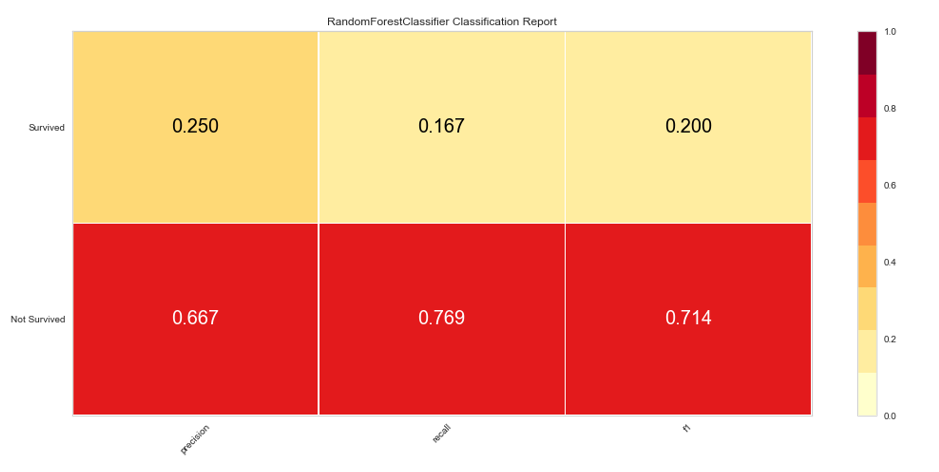 RandomForestClassifier Classification Report
Survived 0.250 0.167 0.200
Not Survived 0.667 0.769 0.714
precision recall f1
1.0
0.8
0.6
0.4
0.2
0.0